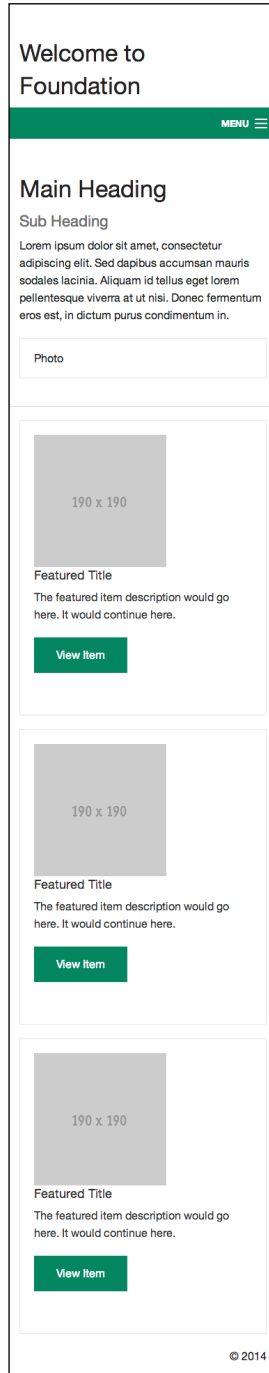 Welcome to
Foundation
MENU
Main Heading
Sub Heading
Lorem ipsum dolor sit amet, consectetur
adipiscing elit. Sed dapibus accumsan mauris
sodales lacinia. Aliquam id tellus eget lorem
pellentesque viverra at ut nisi. Donec fermentum
eros est, in dictum purus condimentum in.
Photo
190 x 190
Featured Title
The featured item description would go
here. It would continue here.
View Item
190 x 190
Featured Title
The featured item description would go
here. It would continue here.
View Item
190 x 190
Featured Title
The featured item description would go
here. It would continue here.
View Item
© 2014